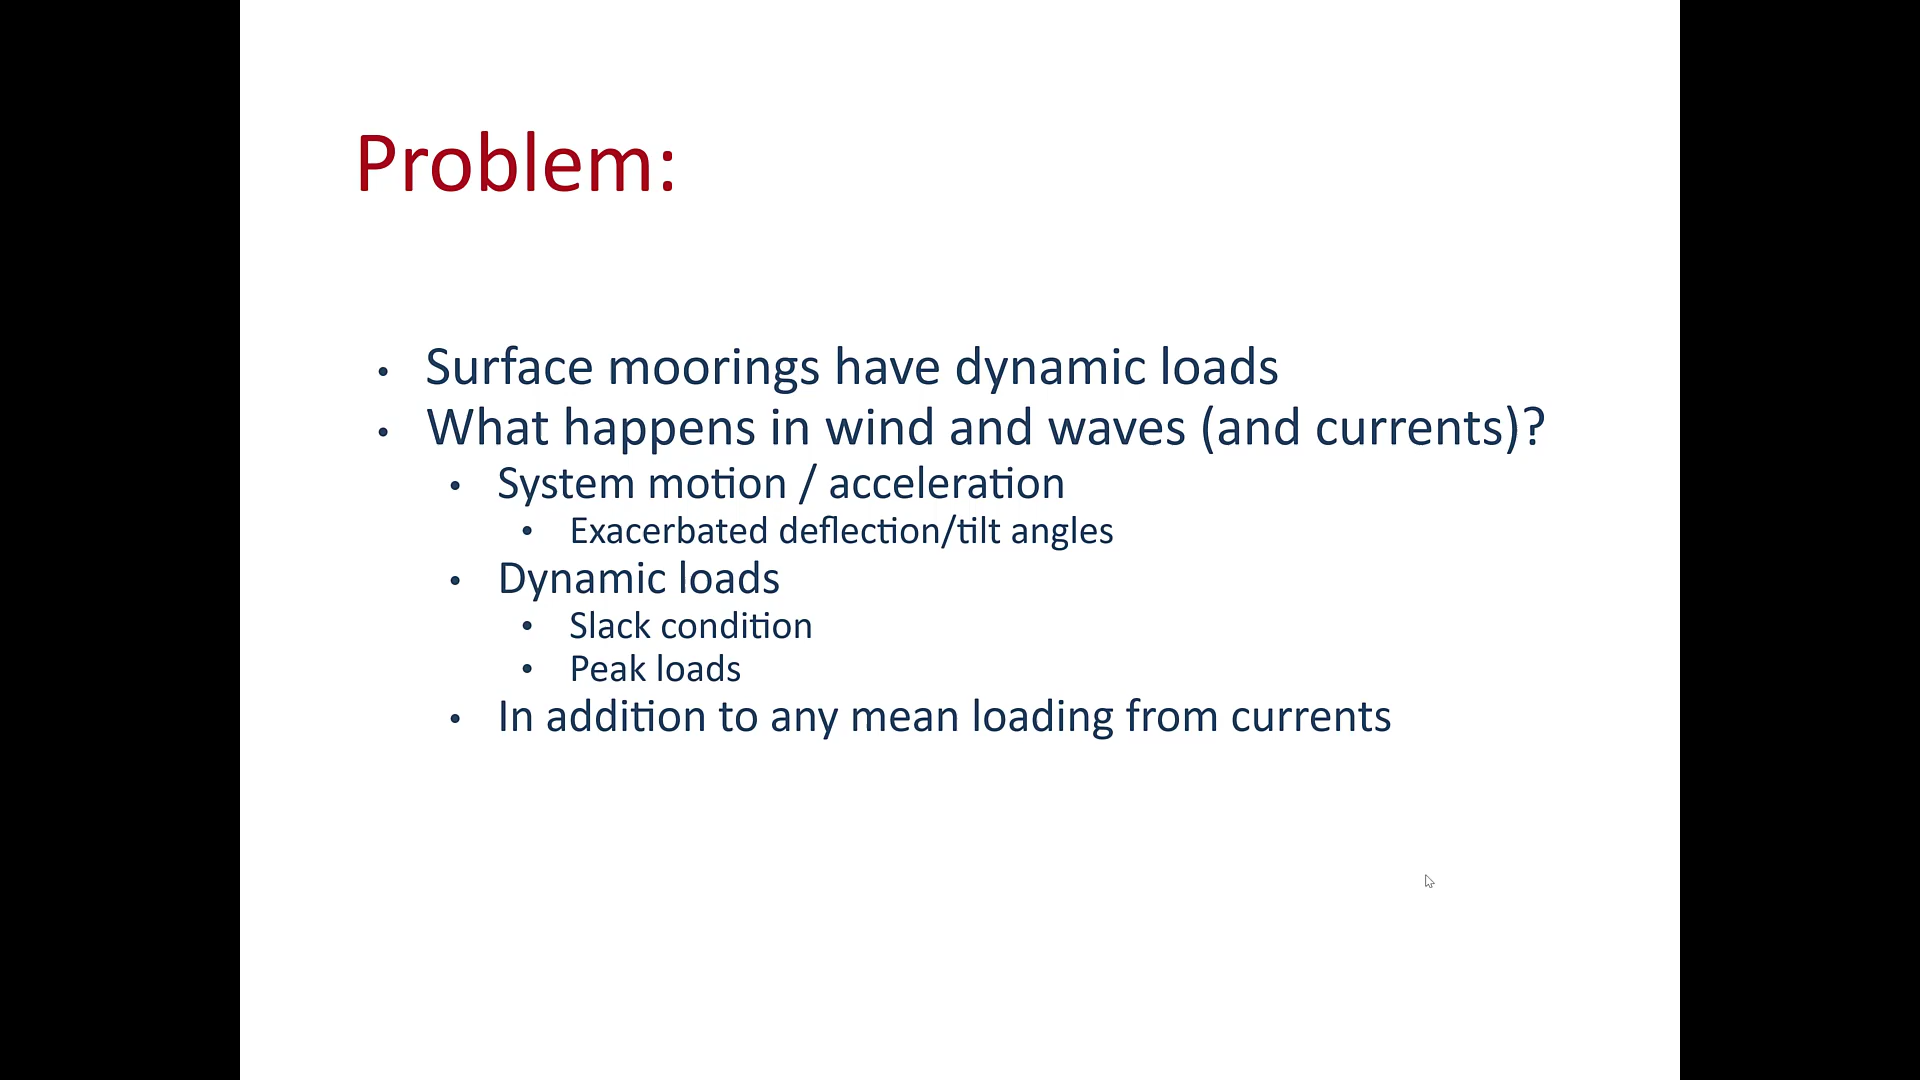 Problem:
• Surface moorings have dynamic loads
• What happens in wind and waves (and currents)?
• System motion / acceleration
• Exacerbated deflection/tilt angles
• Dynamic loads
• Slack condition
• Peak loads
• In addition to any mean loading from currents